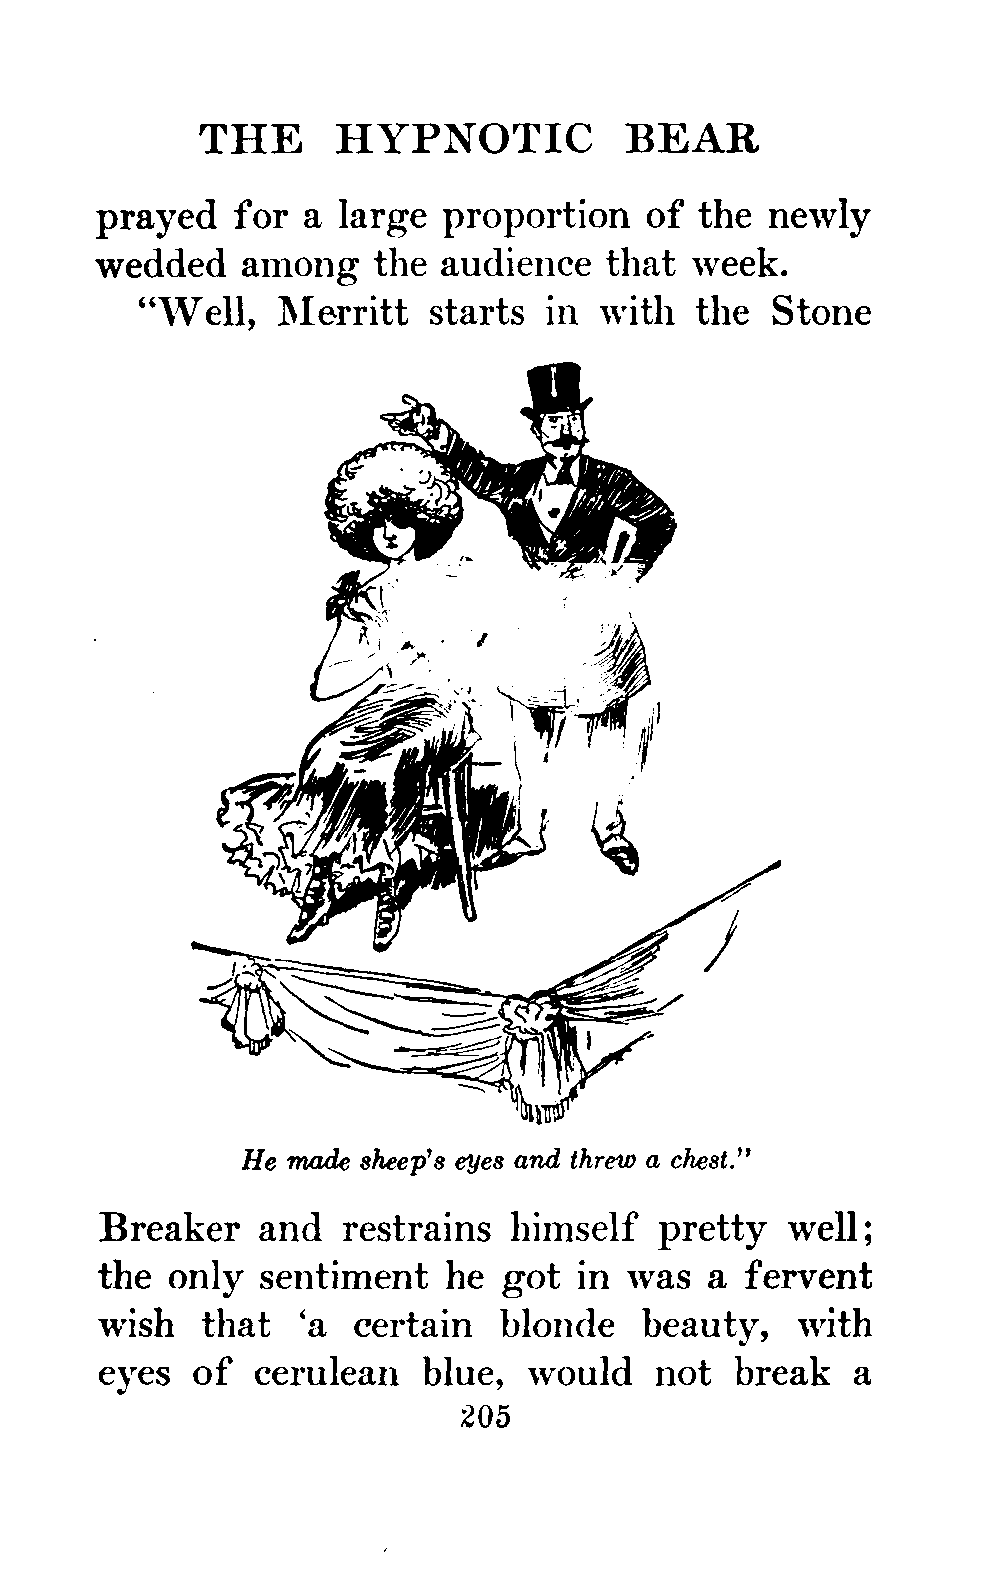 THE HYPNOTIC BEAR
prayed for a large proportion of the newly
wedded among the audience that week.
“Well, Merritt starts in with the Stone
He made sheep's eyes and threw a chest."
Breaker and restrains himself pretty well;
the only sentiment he got in was a fervent
wish that ‘a certain blonde beauty, with
eyes of cerulean blue, would not break a
205